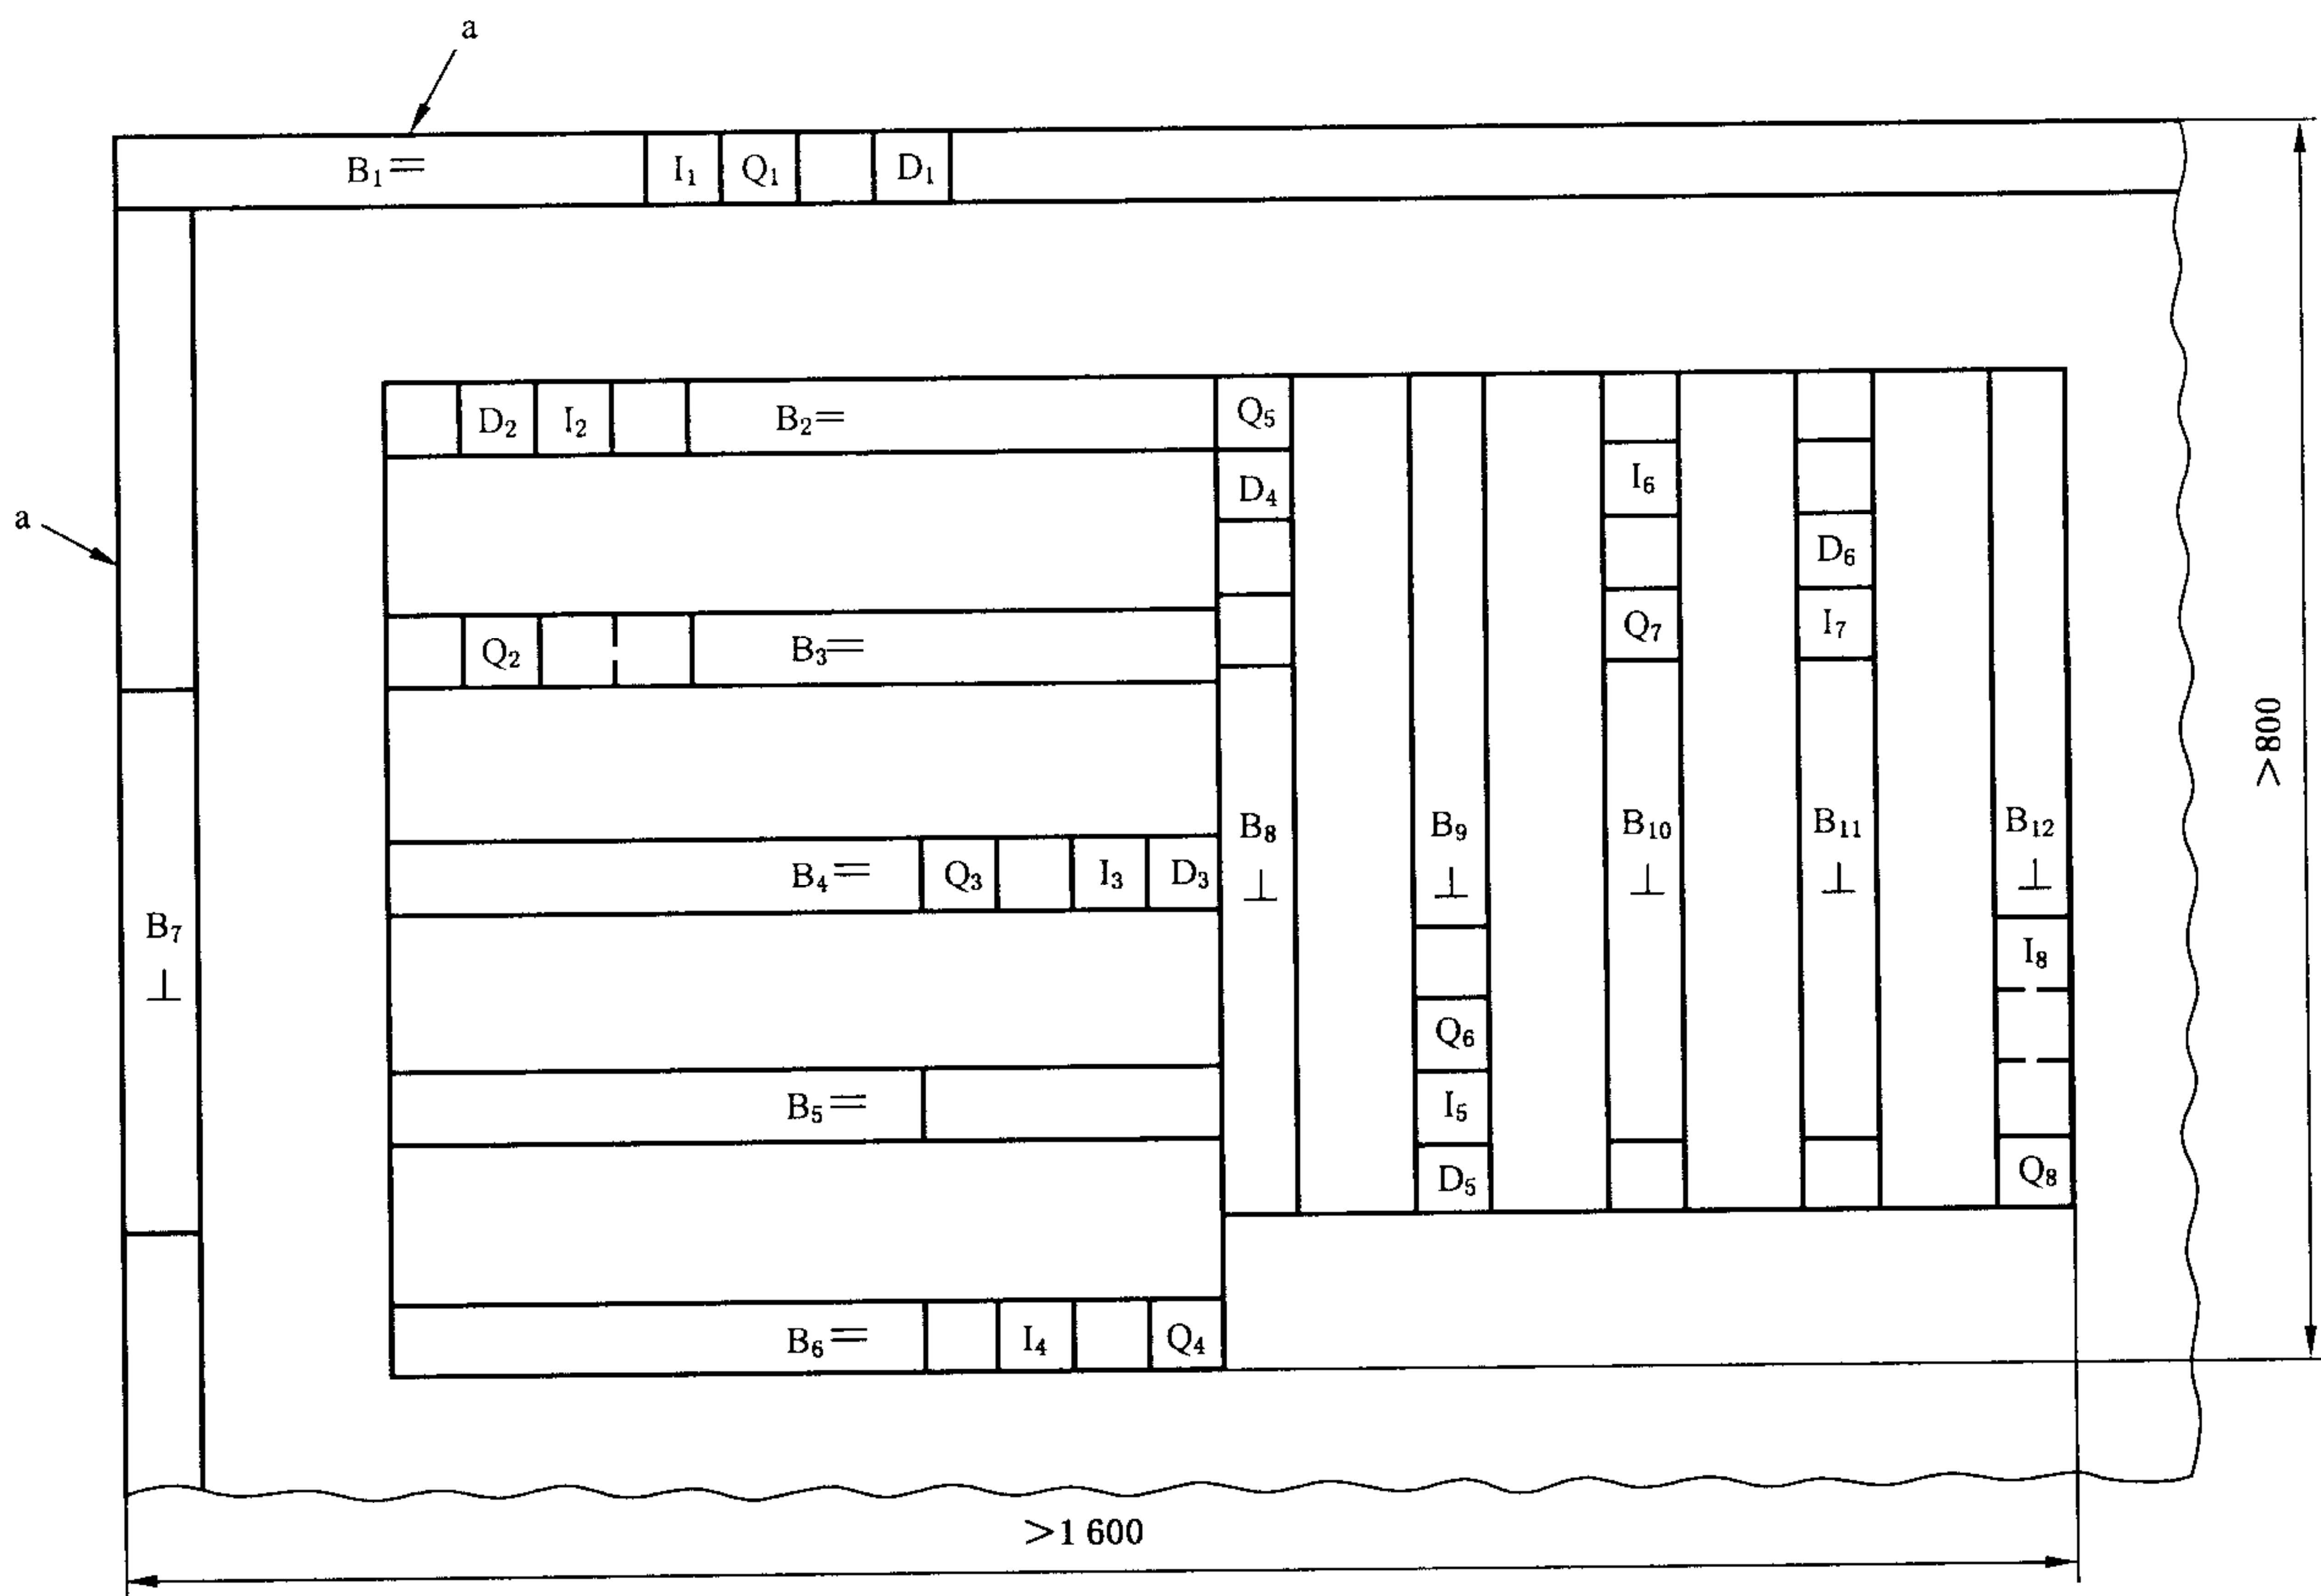 a
B₁═ I₁ Q₁ D₁
D₂ I₂ B₂═ Q₅
D₄ I₆
a
D₆
Q₂ B₃═ Q₇ I₇
>800
B₈ B₉ B₁₀ B₁₁ B₁₂
⊥ ⊥ ⊥ ⊥ ⊥
B₄═ Q₃ I₃ D₃
B₇
⊥
I₈
Q₆
B₅═ I₅
D₅ Q₈
B₆═ I₄ Q₄
>1 600